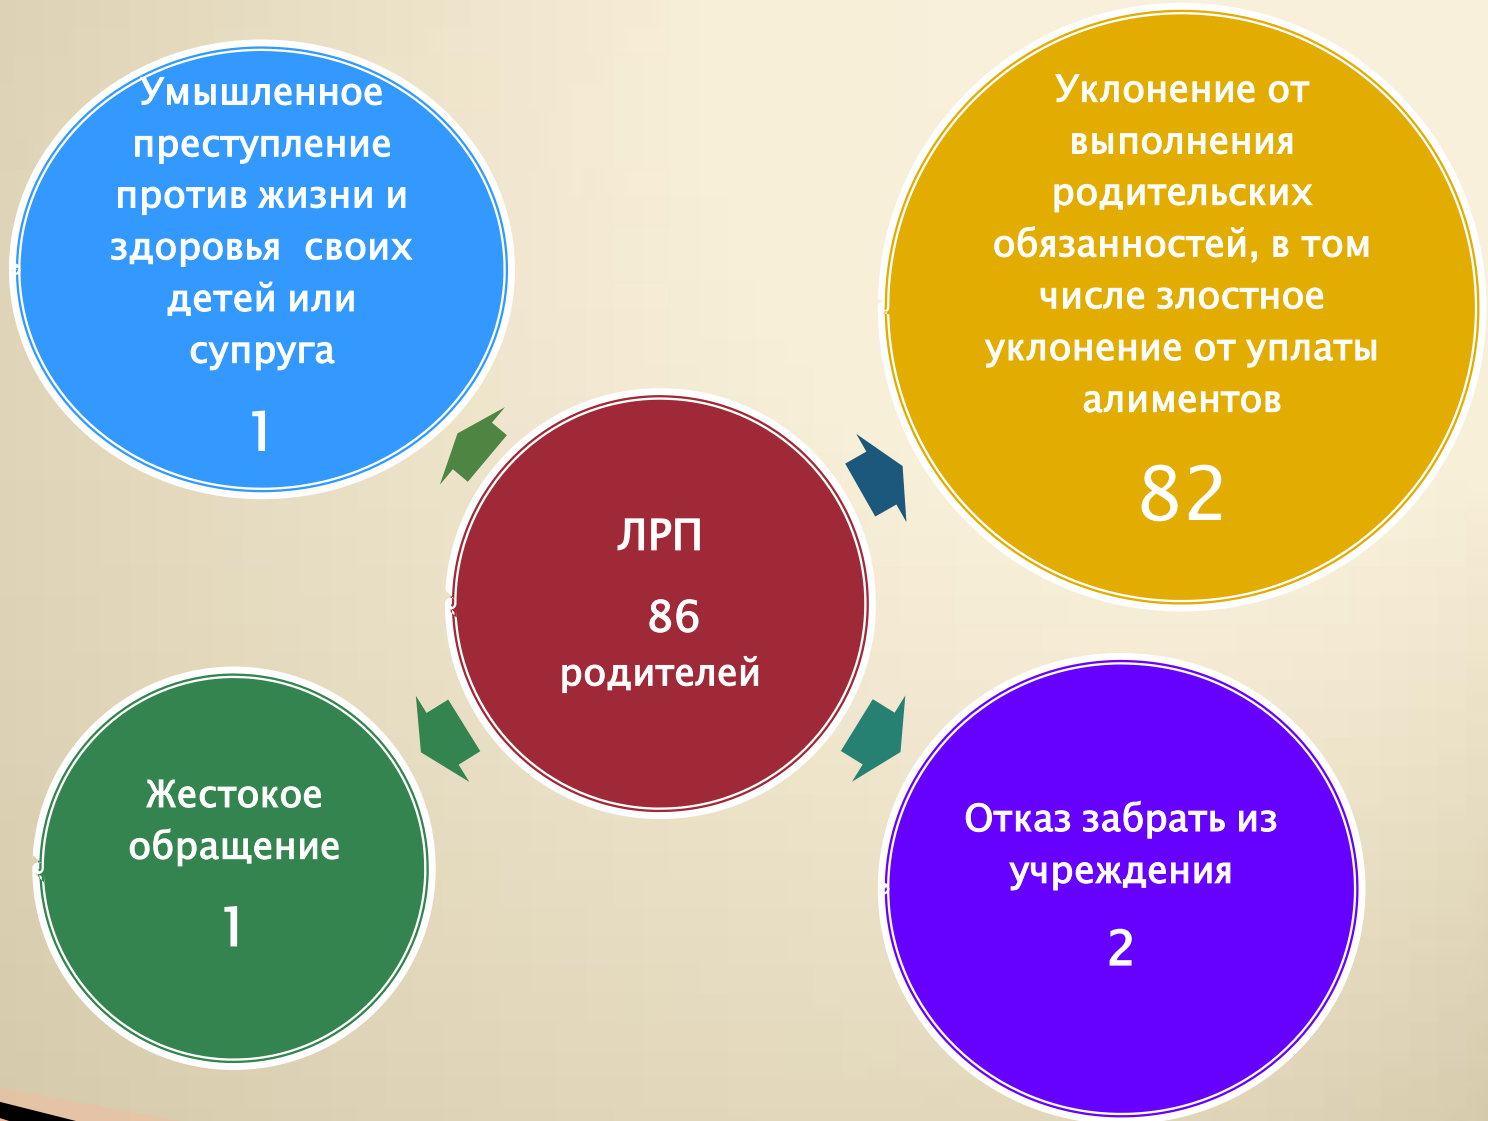 Умышленное
преступление
против жизни и
здоровья своих
детей или
супруга
1
Уклонение от
выполнения
родительских
обязанностей, в том
числе злостное
уклонение от уплаты
алиментов
82
ЛРП
86
родителей
Жестокое
обращение
1
Отказ забрать из
учреждения
2